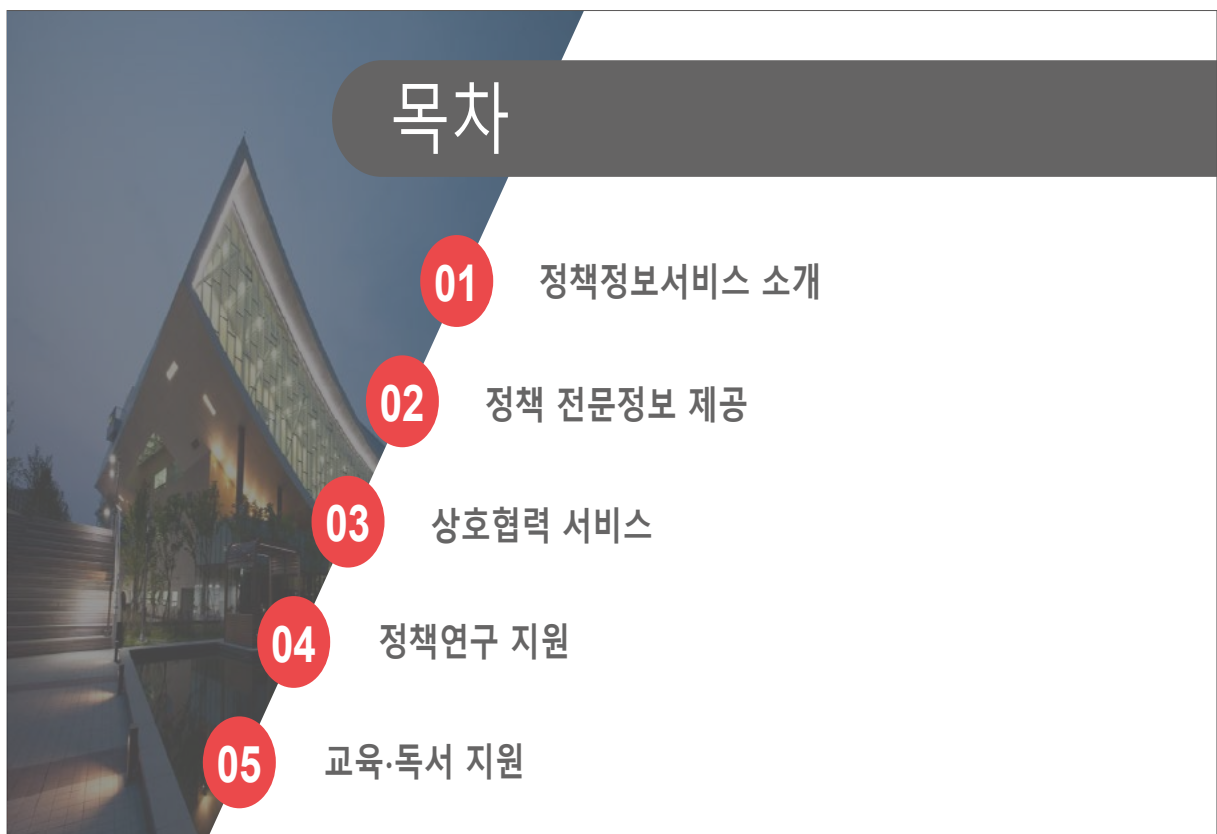 목차
01 정책정보서비스 소개
02 정책 전문정보 제공
03 상호협력 서비스
04 정책연구 지원
05 교육·독서 지원